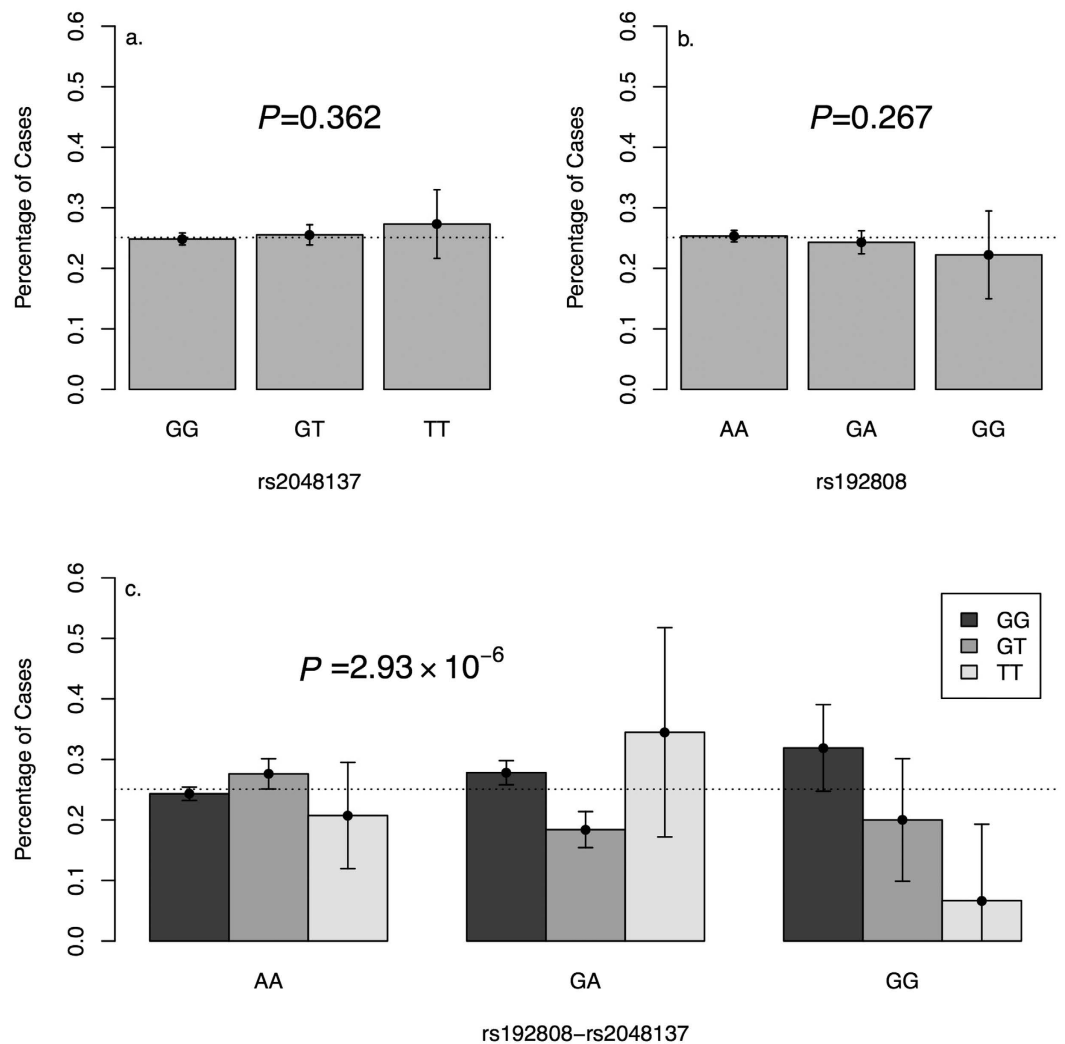 a.
P=0.362
Percentage of Cases
0.6
0.5
0.4
0.3
0.2
0.1
0.0
GG GT TT
rs2048137
b.
P=0.267
Percentage of Cases
0.6
0.5
0.4
0.3
0.2
0.1
0.0
AA GA GG
rs192808
c.
P =2.93 × 10⁻⁶
Percentage of Cases
0.6
0.5
0.4
0.3
0.2
0.1
0.0
GG
GT
TT
AA GA GG
rs192808−rs2048137